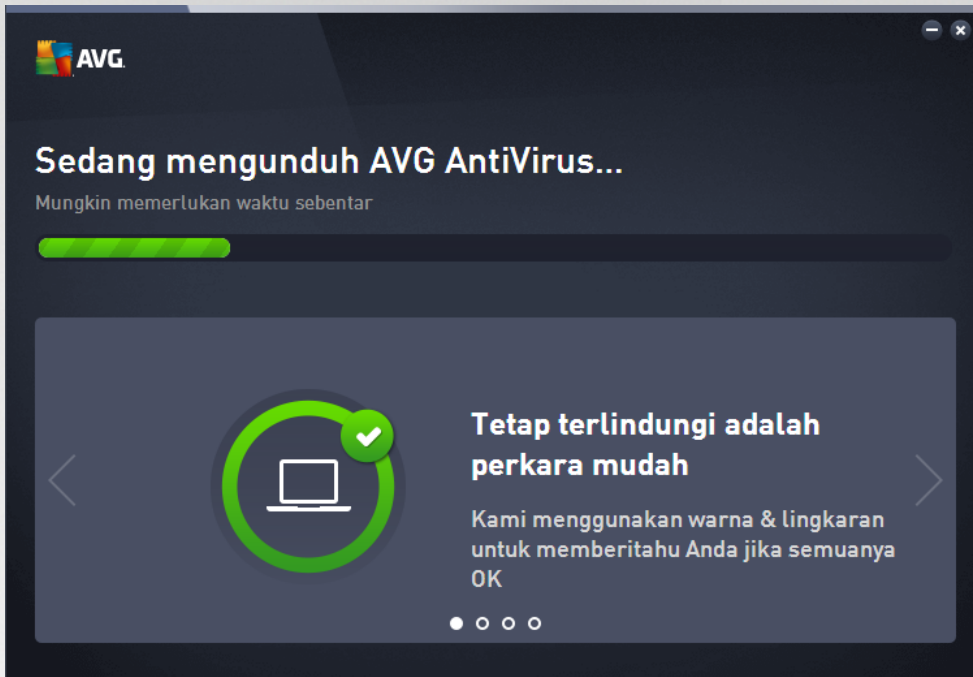 AVG.
Sedang mengunduh AVG AntiVirus...
Mungkin memerlukan waktu sebentar
Tetap terlindungi adalah
perkara mudah
Kami menggunakan warna & lingkaran
untuk memberitahu Anda jika semuanya
OK